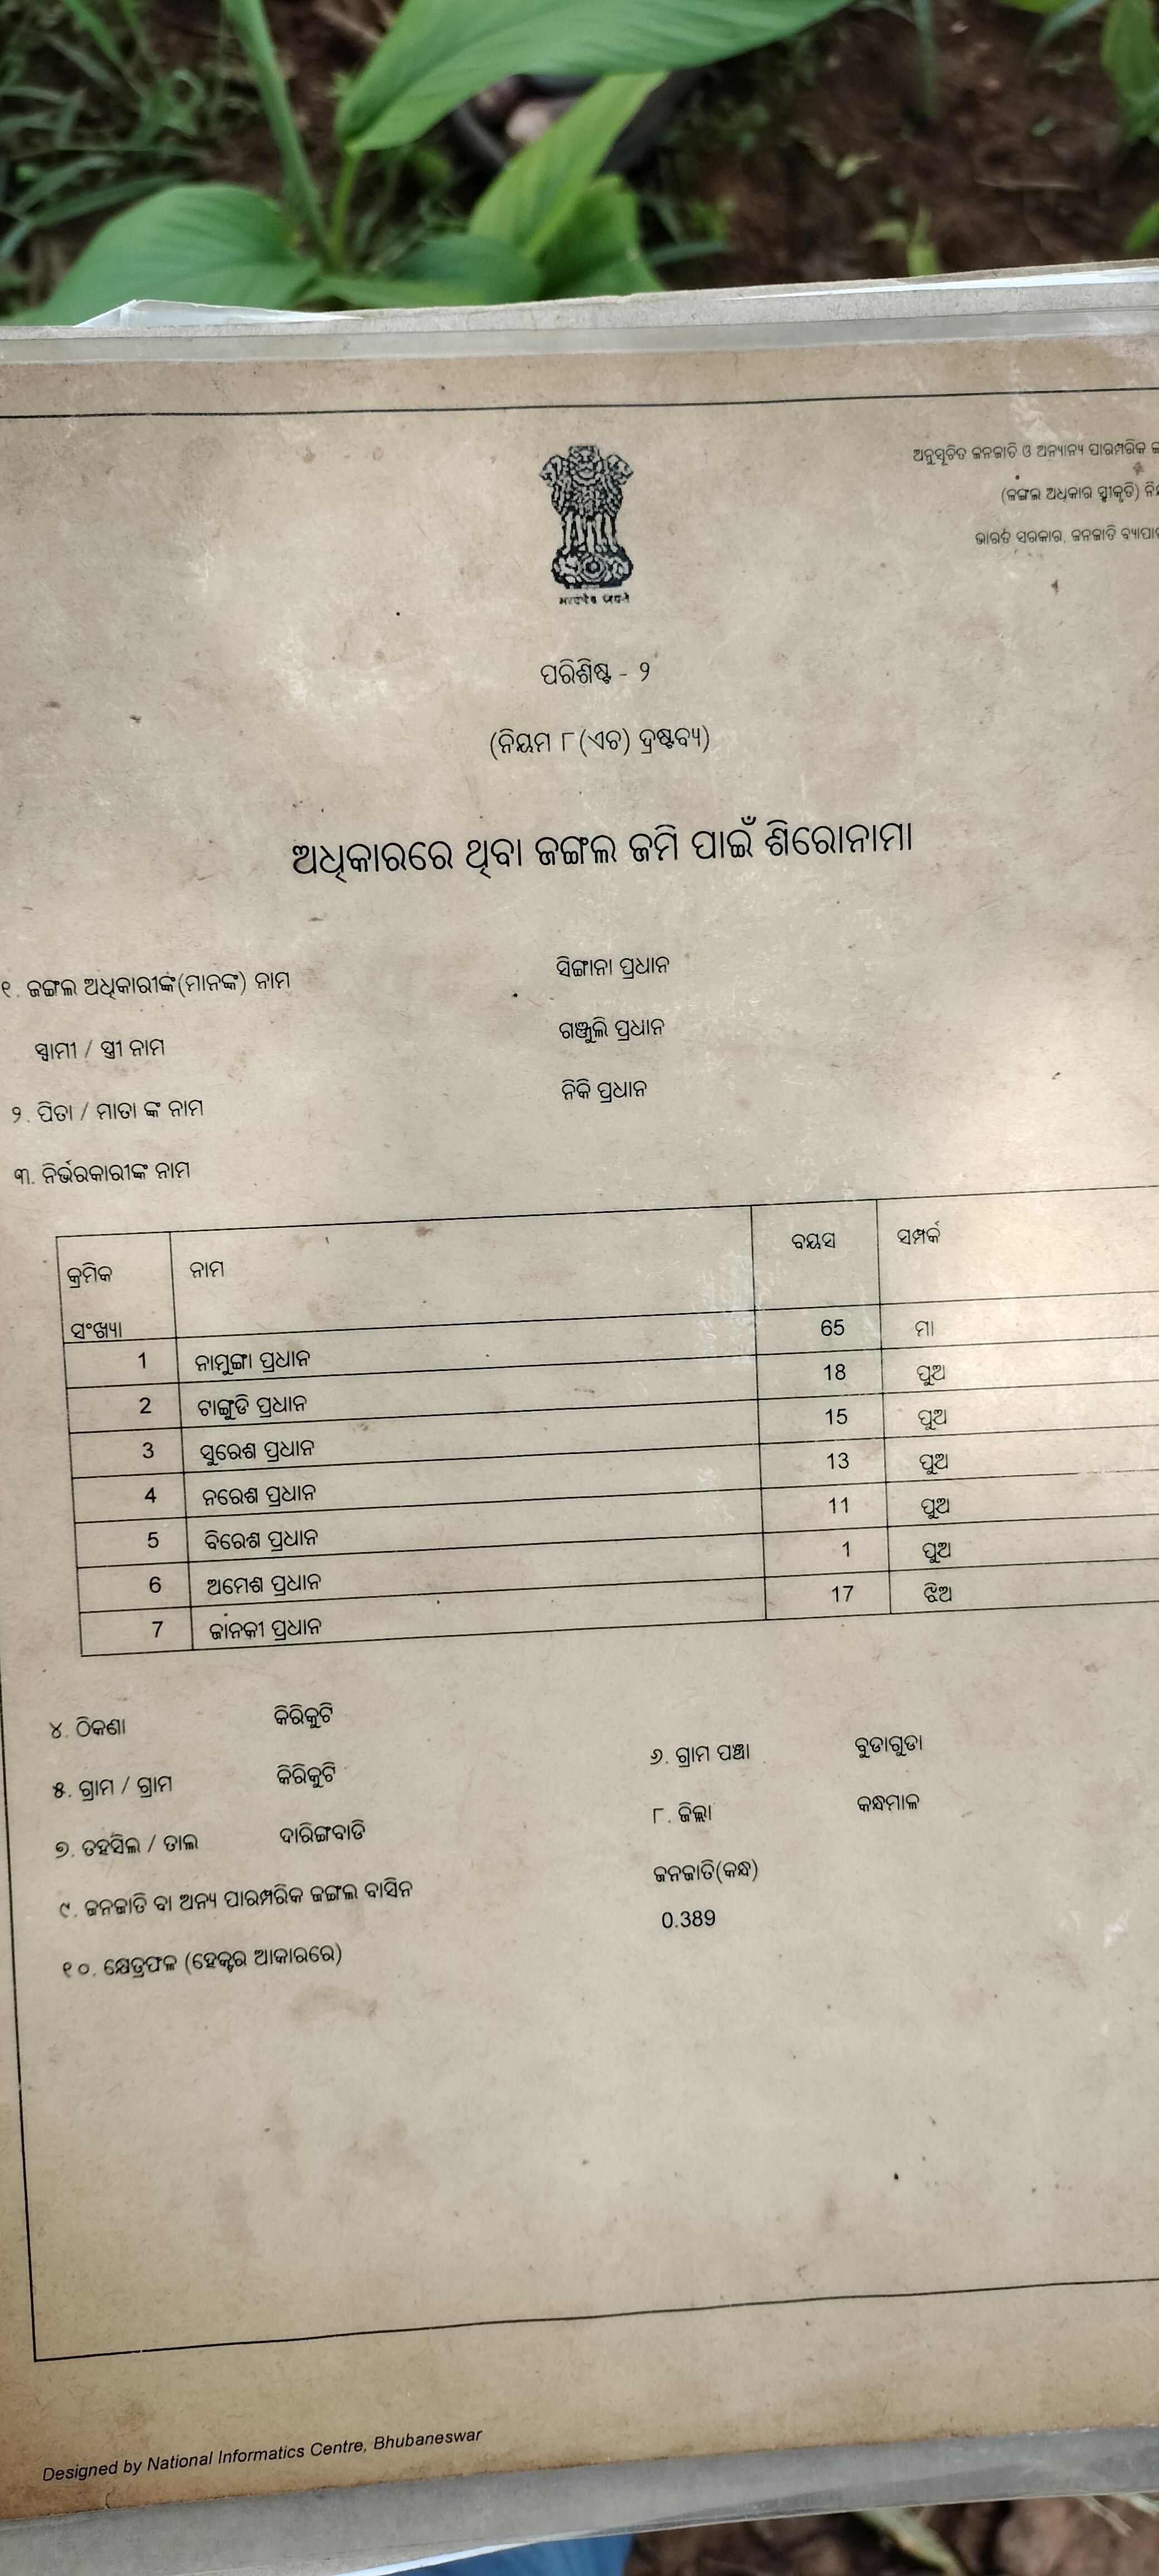 ଅନୁସୂଚିତ ଜନଜାତି ଓ ଅନ୍ୟାନ୍ୟ ପାରମ୍ପରିକ
(ଜଙ୍ଗଲ ଅଧିକାର ସ୍ୱୀକୃତି)
ଭାରତ ସରକାର, ଜନଜାତି
ପରିଶିଷ୍ଟ - ୨
(ନିୟମ ୮(ଏଚ) ଦ୍ରଷ୍ଟବ୍ୟ)
ଅଧିକାରରେ ଥିବା ଜଙ୍ଗଲ ଜମି ପାଇଁ ଶିରୋନାମା
୧. ଜଙ୍ଗଲ ଅଧିକାରୀଙ୍କ(ମାନଙ୍କ) ନାମ ସିଙ୍ଗାନା ପ୍ରଧାନ
ସ୍ୱାମୀ / ସ୍ତ୍ରୀ ନାମ ଗଞ୍ଜୁଲି ପ୍ରଧାନ
୨. ପିତା / ମାତା ଙ୍କ ନାମ ନିକି ପ୍ରଧାନ
୩. ନିର୍ଭରକାରୀଙ୍କ ନାମ
କ୍ରମିକ ସଂଖ୍ୟା ନାମ ବୟସ ସମ୍ପର୍କ
1 ନାମୁଙ୍ଗା ପ୍ରଧାନ 65 ମା
2 ଟାଙ୍ଗୁଡି ପ୍ରଧାନ 18 ପୁଅ
3 ସୁରେଶ ପ୍ରଧାନ 15 ପୁଅ
4 ନରେଶ ପ୍ରଧାନ 13 ପୁଅ
5 ବିରେଶ ପ୍ରଧାନ 11 ପୁଅ
6 ଅମେଶ ପ୍ରଧାନ 1 ପୁଅ
7 ଜାନକୀ ପ୍ରଧାନ 17 ଝିଅ
୪. ଠିକଣା କିରିକୁଟି
୫. ଗ୍ରାମ / ଗ୍ରାମ କିରିକୁଟି ୬. ଗ୍ରାମ ପଞ୍ଚା ବୁଡାଗୁଡା
୭. ତହସିଲ / ତାଲ ଦାରିଙ୍ଗବାଡି ୮. ଜିଲ୍ଲା କନ୍ଧମାଳ
୯. ଜନଜାତି ବା ଅନ୍ୟ ପାରମ୍ପରିକ ଜଙ୍ଗଲ ବାସିନ ଜନଜାତି(କନ୍ଧ)
୧୦. କ୍ଷେତ୍ରଫଳ (ହେକ୍ଟର ଆକାରରେ) 0.389
Designed by National Informatics Centre, Bhubaneswar